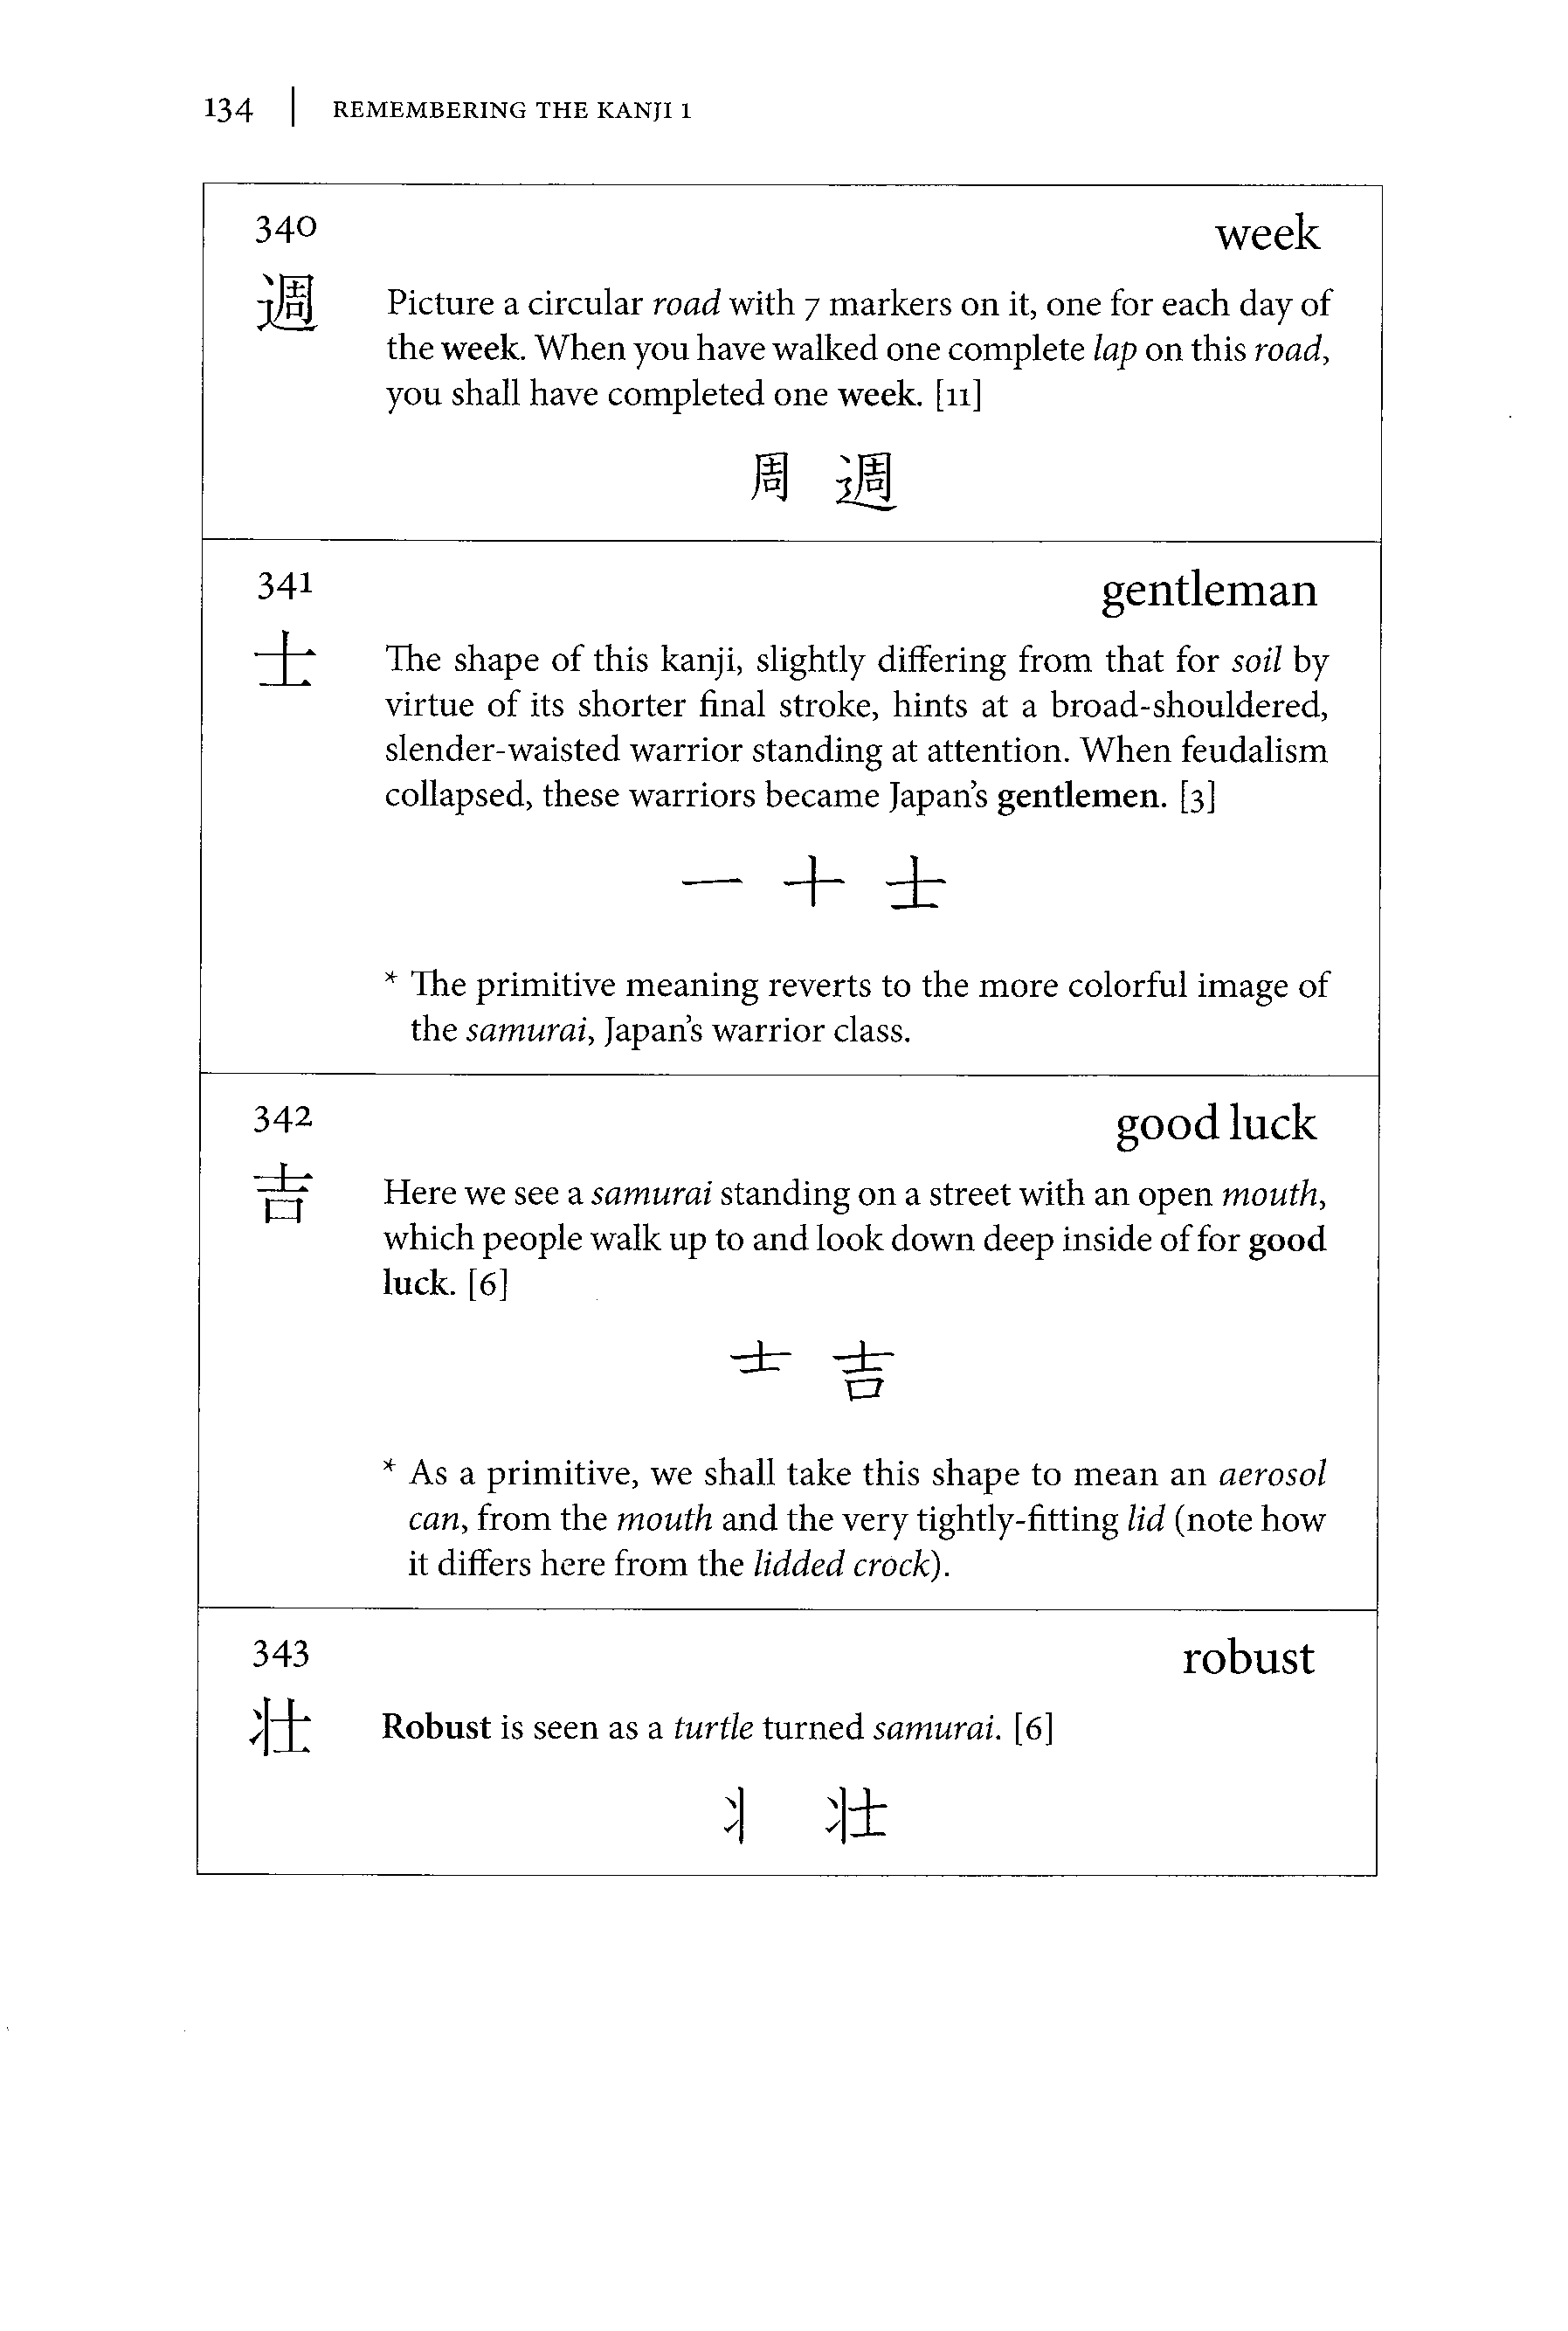 134 | REMEMBERING THE KANJI 1
340 week
週 Picture a circular road with 7 markers on it, one for each day of
the week. When you have walked one complete lap on this road,
you shall have completed one week. [11]
周 週
341 gentleman
士 The shape of this kanji, slightly differing from that for soil by
virtue of its shorter final stroke, hints at a broad-shouldered,
slender-waisted warrior standing at attention. When feudalism
collapsed, these warriors became Japan's gentlemen. [3]
一 十 士
* The primitive meaning reverts to the more colorful image of
the samurai, Japan's warrior class.
342 good luck
吉 Here we see a samurai standing on a street with an open mouth,
which people walk up to and look down deep inside of for good
luck. [6]
士 吉
* As a primitive, we shall take this shape to mean an aerosol
can, from the mouth and the very tightly-fitting lid (note how
it differs here from the lidded crock).
343 robust
壮 Robust is seen as a turtle turned samurai. [6]
丬 壮